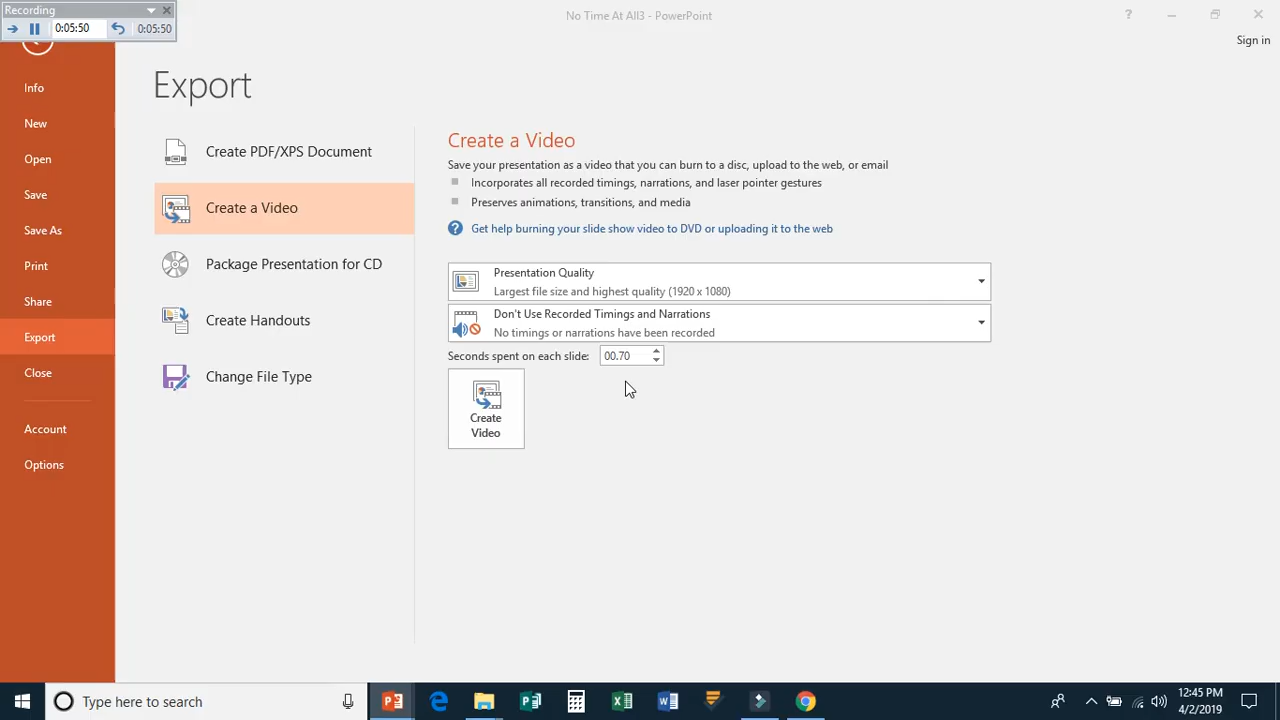 Recording
0:05:50
0:05:50
No Time At All3 - PowerPoint
?
Sign in
Info
New
Open
Save
Save As
Print
Share
Export
Close
Account
Options
Export
Create PDF/XPS Document
Create a Video
Package Presentation for CD
Create Handouts
Change File Type
Create a Video
Save your presentation as a video that you can burn to a disc, upload to the web, or email
Incorporates all recorded timings, narrations, and laser pointer gestures
Preserves animations, transitions, and media
? Get help burning your slide show video to DVD or uploading it to the web
Presentation Quality
Largest file size and highest quality (1920 x 1080)
Don't Use Recorded Timings and Narrations
No timings or narrations have been recorded
Seconds spent on each slide: 00.70
Create
Video
Type here to search
12:45 PM
4/2/2019